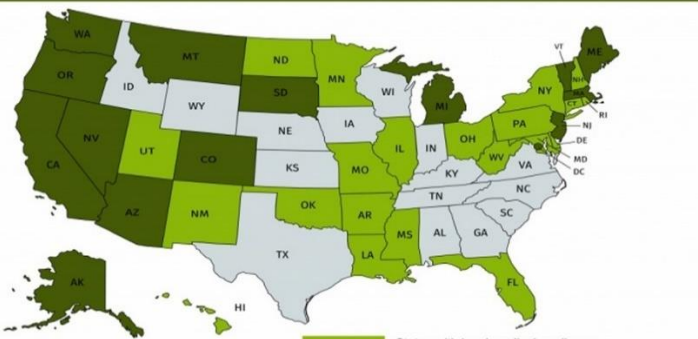 WA
MT
ND
MN
OR
ID
SD
WI
MI
VT
ME
NH
NY
MA
CT
RI
WY
IA
PA
NJ
NE
NV
UT
CO
IL
IN
OH
DE
MD
DC
WV
VA
CA
KS
MO
KY
NC
TN
AZ
NM
OK
AR
SC
MS
AL
GA
TX
LA
AK
FL
HI